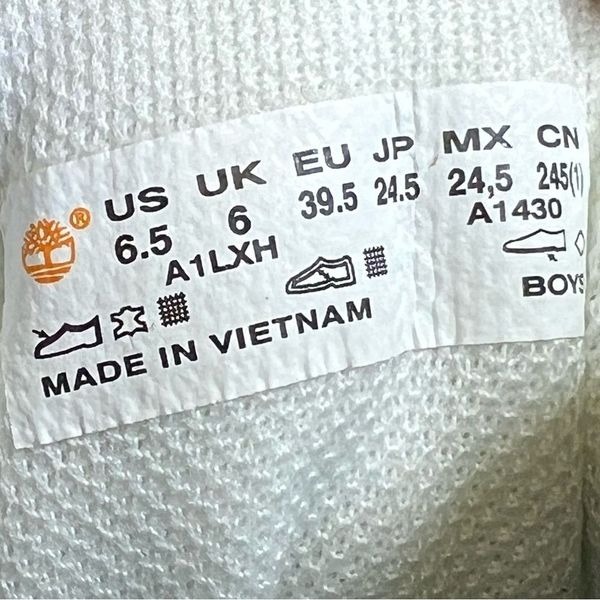 US UK EU JP MX CN
6.5 6 39.5 24.5 24,5 245(1)
A1LXH A1430
BOYS
MADE IN VIETNAM
®